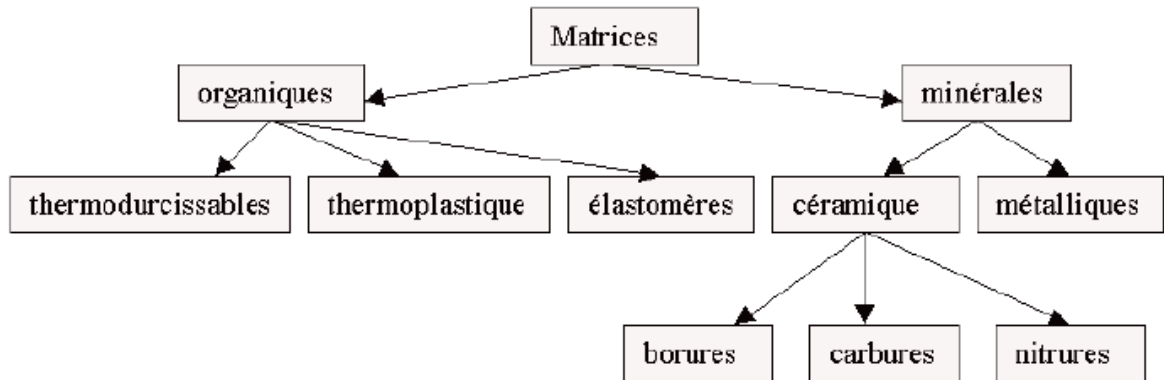 Matrices
organiques
minérales
thermodurcissables
thermoplastique
élastomères
céramique
métalliques
borures
carbures
nitrures